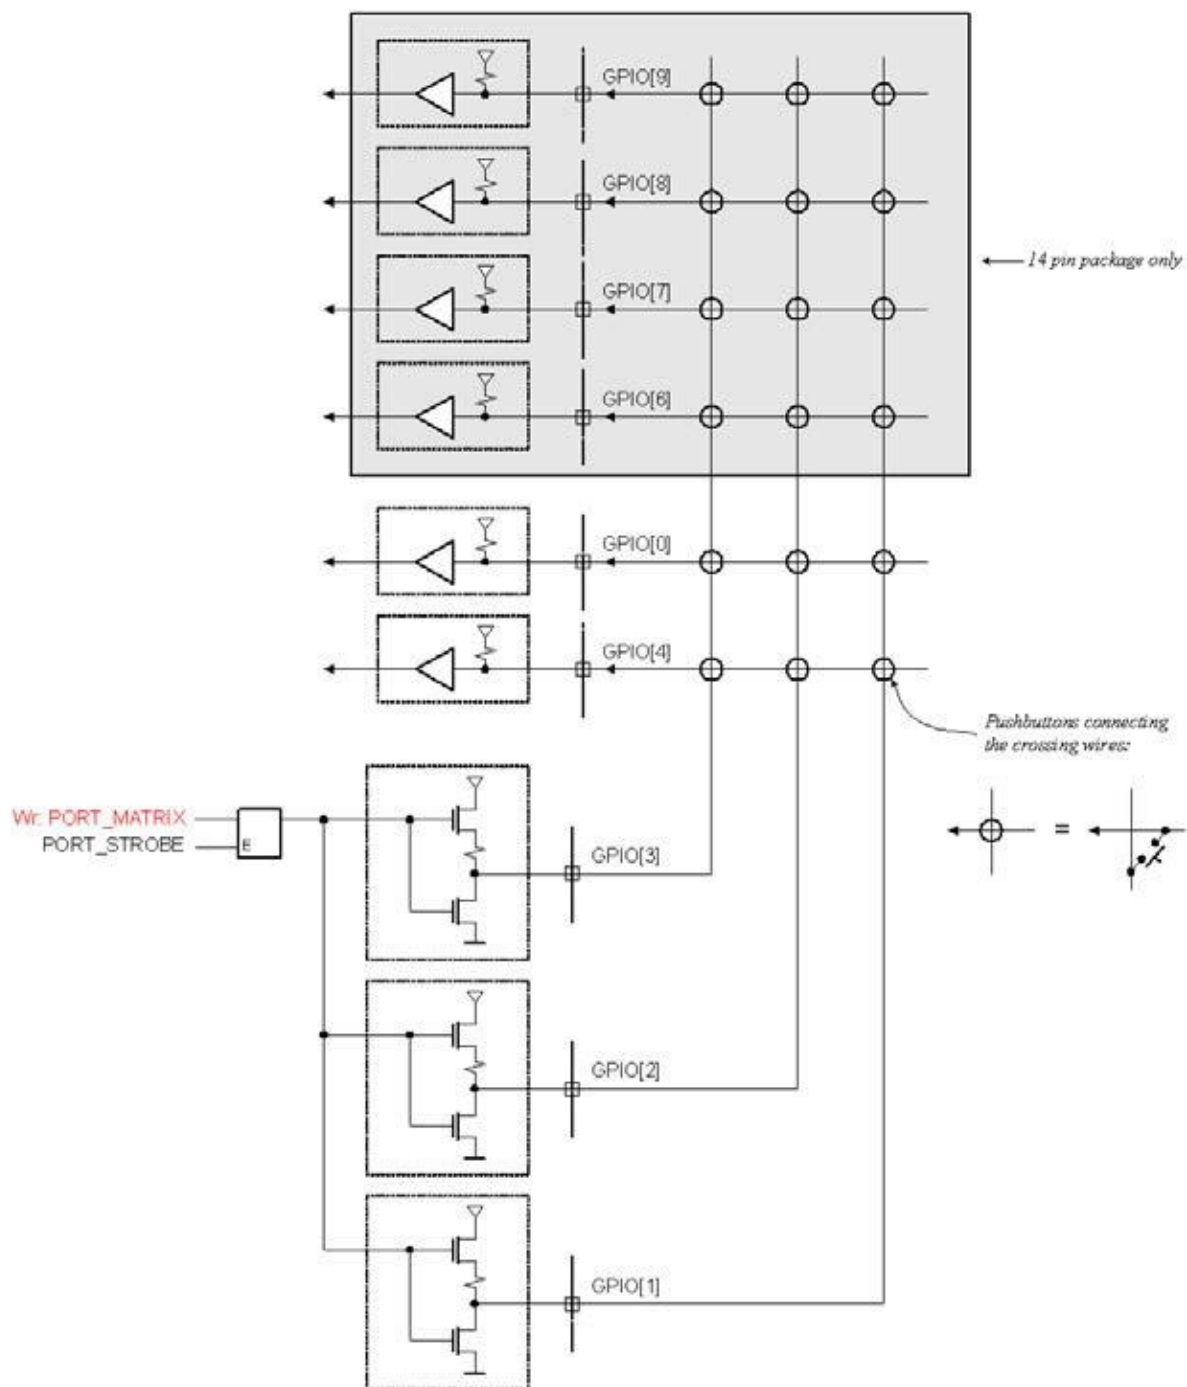 GPIO[9]
GPIO[8]
14 pin package only
GPIO[7]
GPIO[6]
GPIO[0]
GPIO[4]
Pushbuttons connecting
the crossing wires:
Wr. PORT_MATRIX
PORT_STROBE
E
=
GPIO[3]
GPIO[2]
GPIO[1]